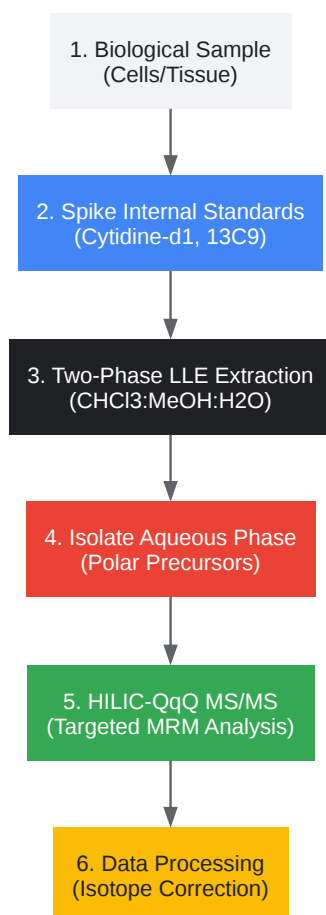 1. Biological Sample
(Cells/Tissue)
2. Spike Internal Standards
(Cytidine-d1, 13C9)
3. Two-Phase LLE Extraction
(CHCl3:MeOH:H2O)
4. Isolate Aqueous Phase
(Polar Precursors)
5. HILIC-QqQ MS/MS
(Targeted MRM Analysis)
6. Data Processing
(Isotope Correction)